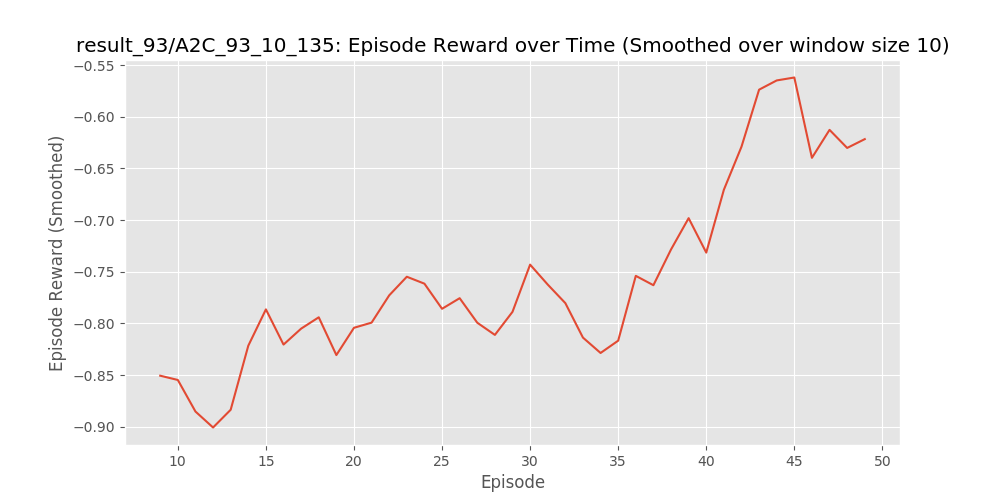 result_93/A2C_93_10_135: Episode Reward over Time (Smoothed over window size 10)
−0.55
−0.60
−0.65
−0.70
−0.75
−0.80
−0.85
−0.90
Episode Reward (Smoothed)
10 15 20 25 30 35 40 45 50
Episode